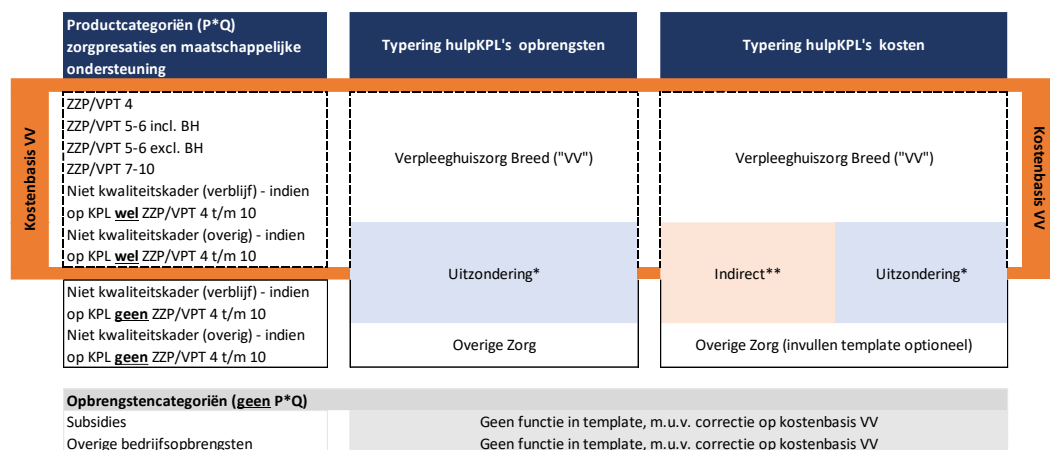 Productcategoriën (P*Q)
zorgpresaties en maatschappelijke
ondersteuning
Typering hulpKPL's opbrengsten
Typering hulpKPL's kosten
Kostenbasis VV
ZZP/VPT 4
ZZP/VPT 5-6 incl. BH
ZZP/VPT 5-6 excl. BH
ZZP/VPT 7-10
Niet kwaliteitskader (verblijf) - indien
op KPL wel ZZP/VPT 4 t/m 10
Niet kwaliteitskader (overig) - indien
op KPL wel ZZP/VPT 4 t/m 10
Verpleeghuiszorg Breed ("VV")
Verpleeghuiszorg Breed ("VV")
Kostenbasis VV
Uitzondering*
Indirect**
Uitzondering*
Niet kwaliteitskader (verblijf) - indien
op KPL geen ZZP/VPT 4 t/m 10
Niet kwaliteitskader (overig) - indien
op KPL geen ZZP/VPT 4 t/m 10
Overige Zorg
Overige Zorg (invullen template optioneel)
Opbrengstencategoriën (geen P*Q)
Subsidies
Geen functie in template, m.u.v. correctie op kostenbasis VV
Overige bedrijfsopbrengsten
Geen functie in template, m.u.v. correctie op kostenbasis VV